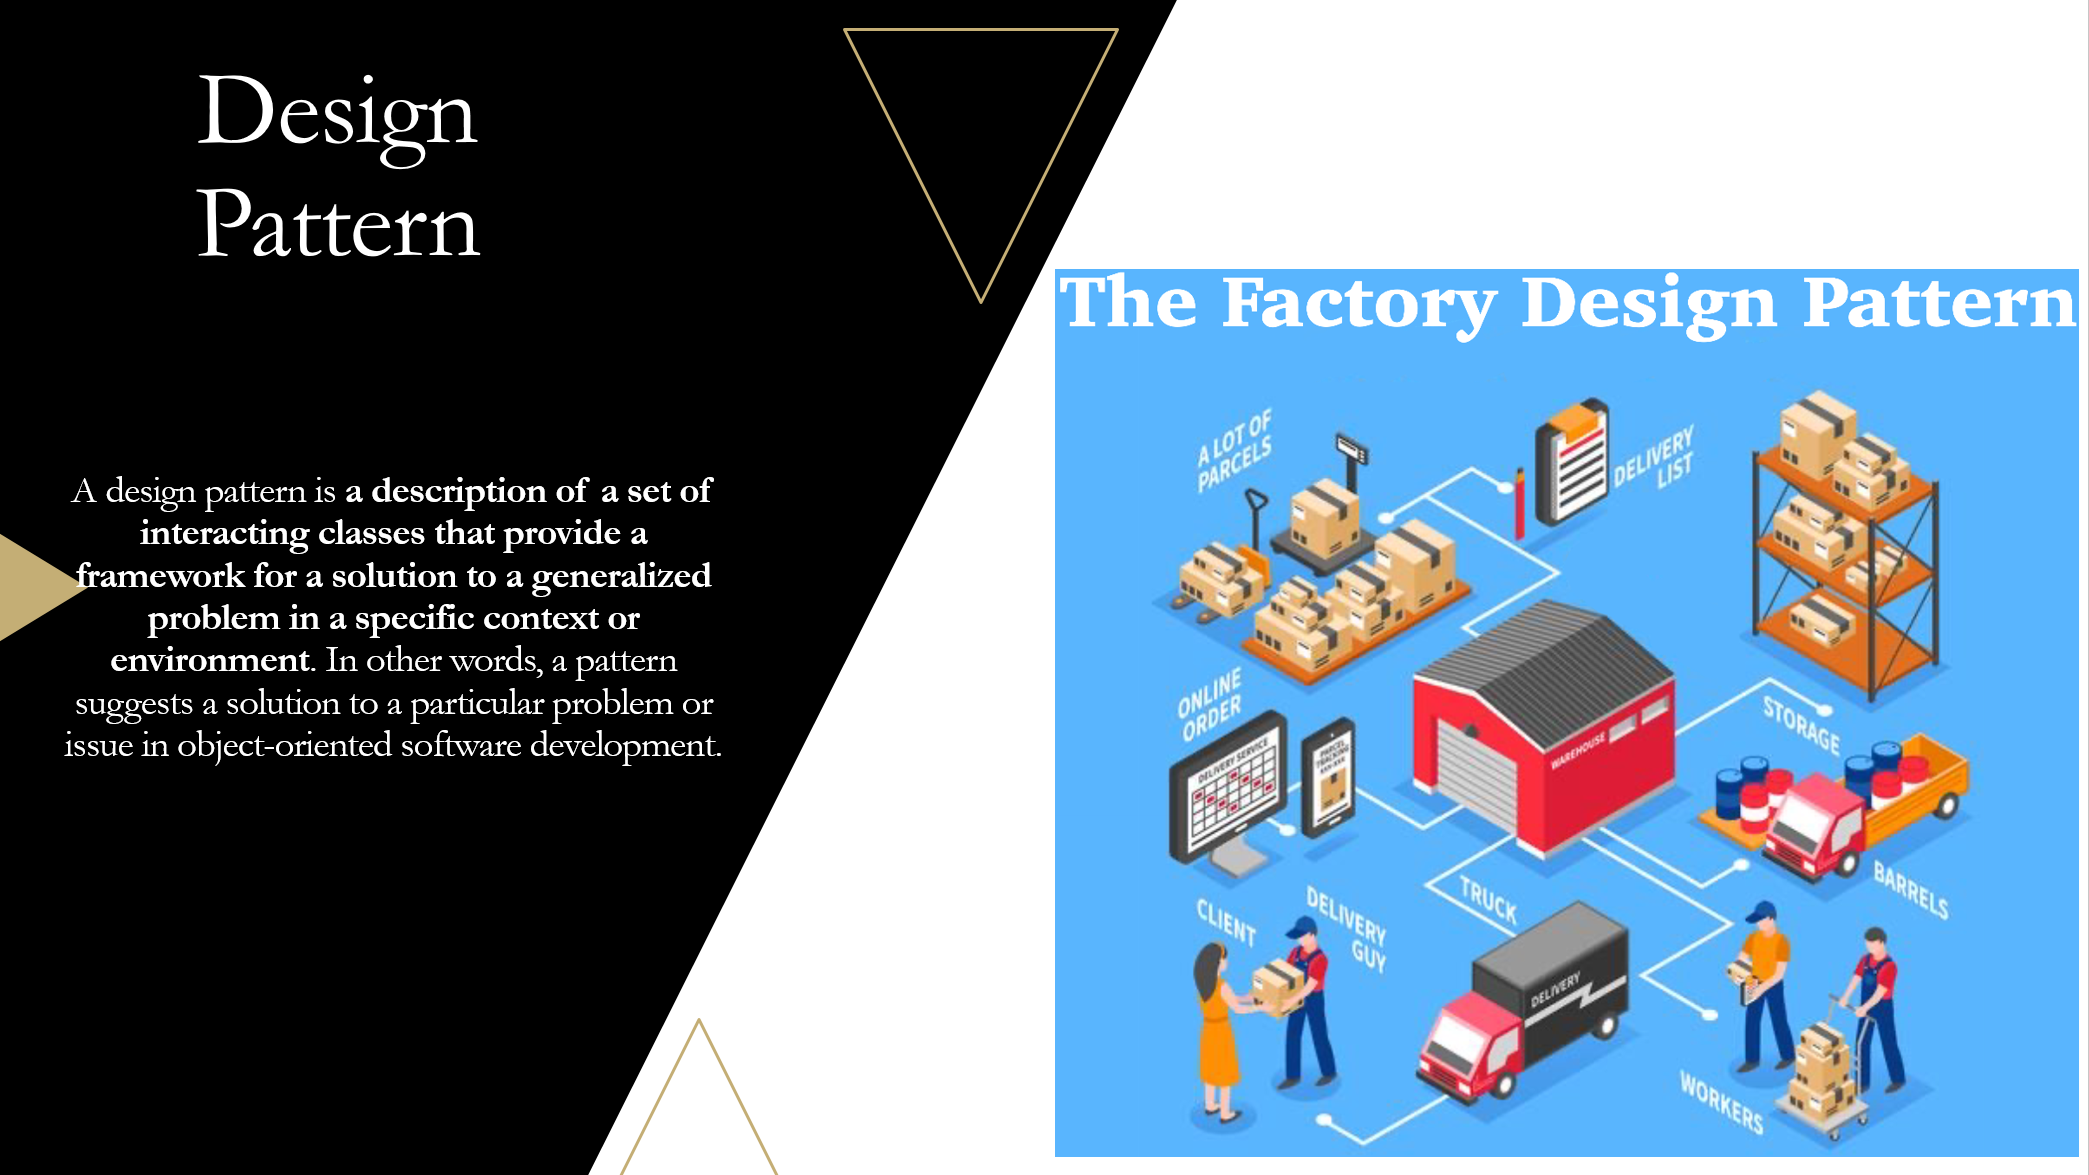 Design
Pattern
A design pattern is a description of a set of
interacting classes that provide a
framework for a solution to a generalized
problem in a specific context or
environment. In other words, a pattern
suggests a solution to a particular problem or
issue in object-oriented software development.
The Factory Design Pattern
A LOT OF
PARCELS
DELIVERY
LIST
ONLINE
ORDER
DELIVERY SERVICE
PARCEL
TRACKING
WAREHOUSE
STORAGE
BARRELS
TRUCK
CLIENT
DELIVERY
GUY
DELIVERY
WORKERS